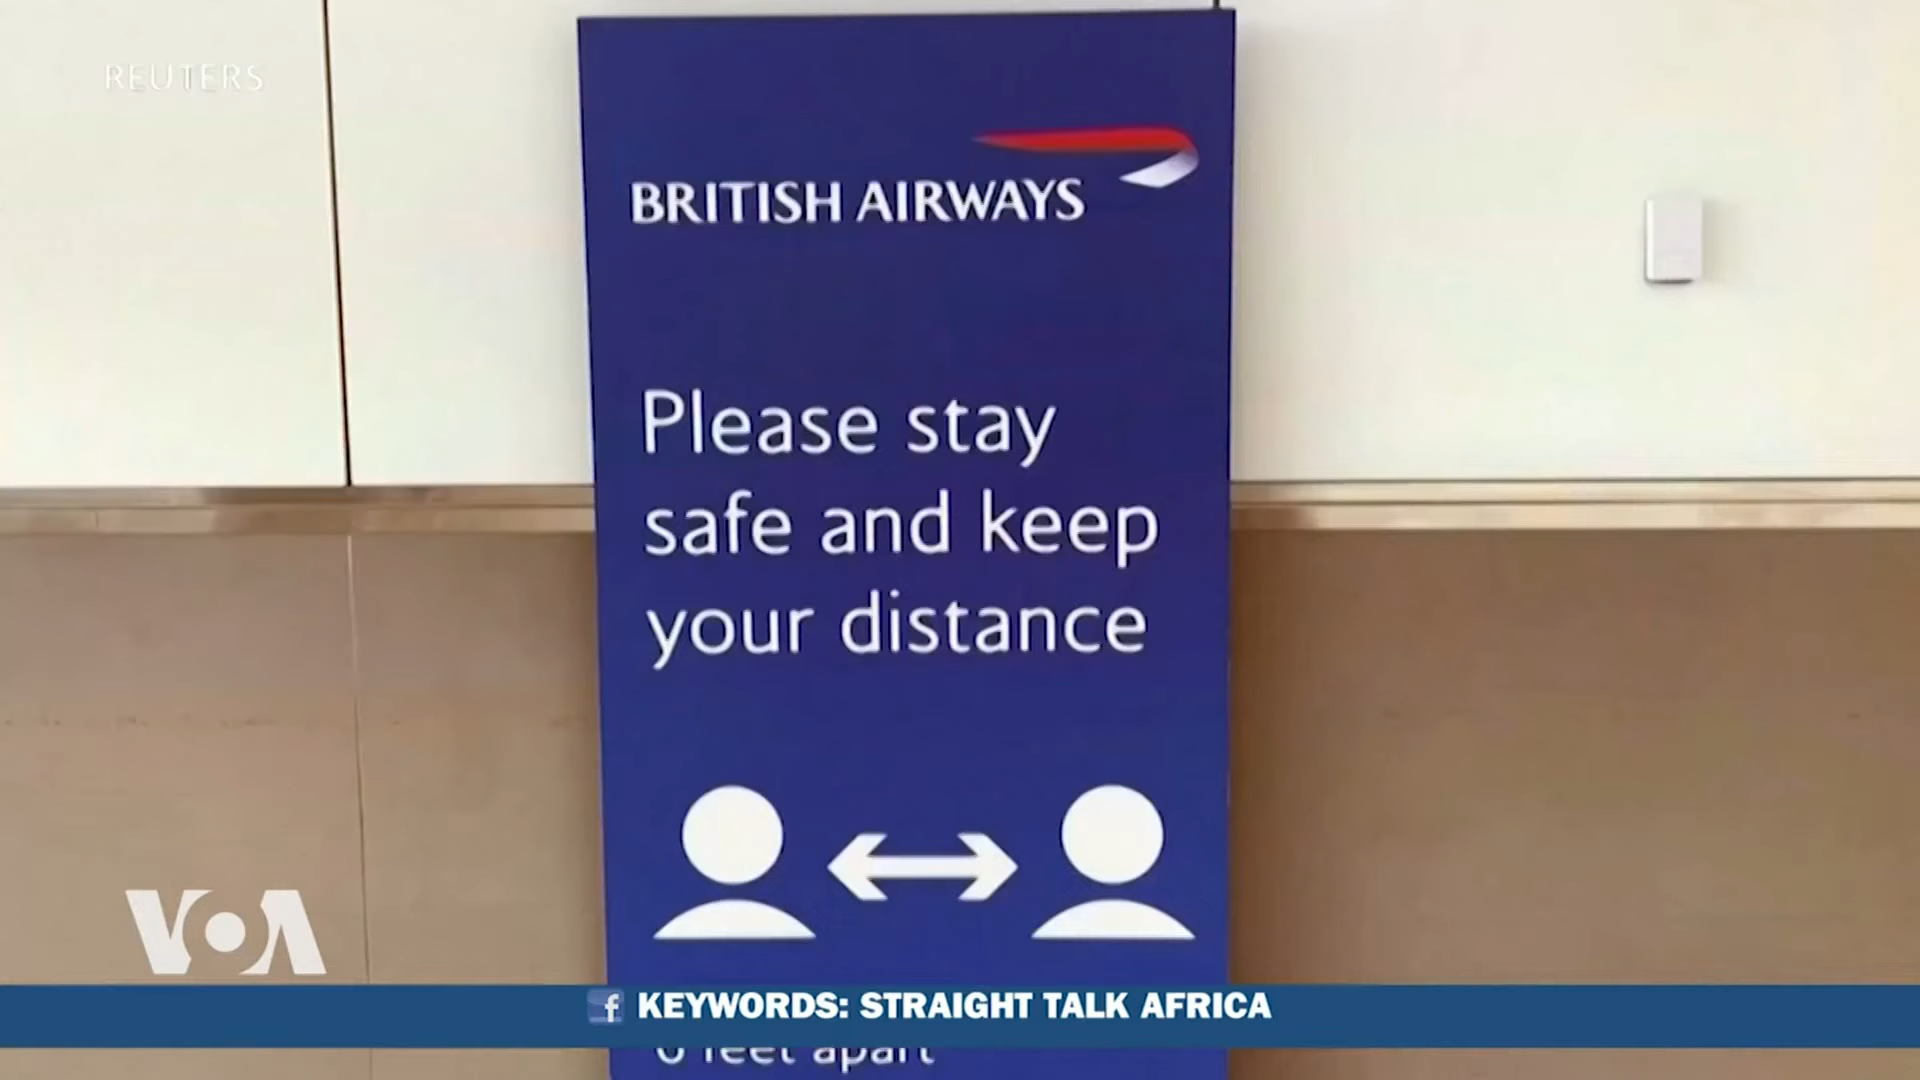 REUTERS
BRITISH AIRWAYS
Please stay
safe and keep
your distance
VOA
KEYWORDS: STRAIGHT TALK AFRICA
6 feet apart